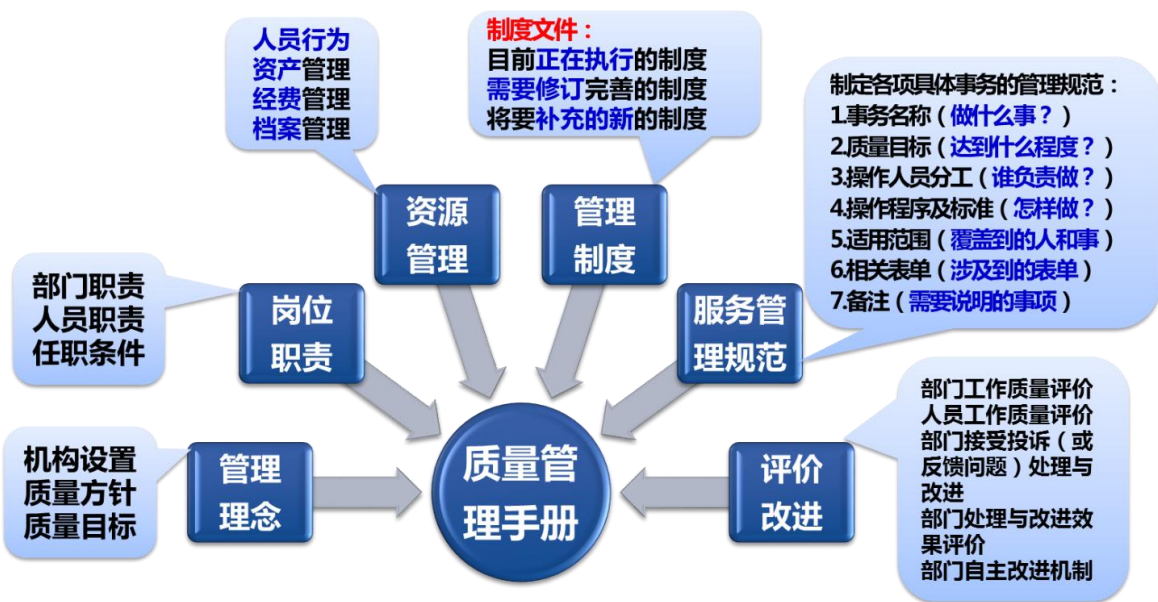 人员行为
资产管理
经费管理
档案管理
制度文件：
目前正在执行的制度
需要修订完善的制度
将要补充的新的制度
制定各项具体事务的管理规范：
1.事务名称（做什么事？）
2.质量目标（达到什么程度？）
3.操作人员分工（谁负责做？）
4.操作程序及标准（怎样做？）
5.适用范围（覆盖到的人和事）
6.相关表单（涉及到的表单）
7.备注（需要说明的事项）
资源
管理
管理
制度
部门职责
人员职责
任职条件
岗位
职责
服务管
理规范
机构设置
质量方针
质量目标
管理
理念
质量管
理手册
评价
改进
部门工作质量评价
人员工作质量评价
部门接受投诉（或
反馈问题）处理与
改进
部门处理与改进效
果评价
部门自主改进机制